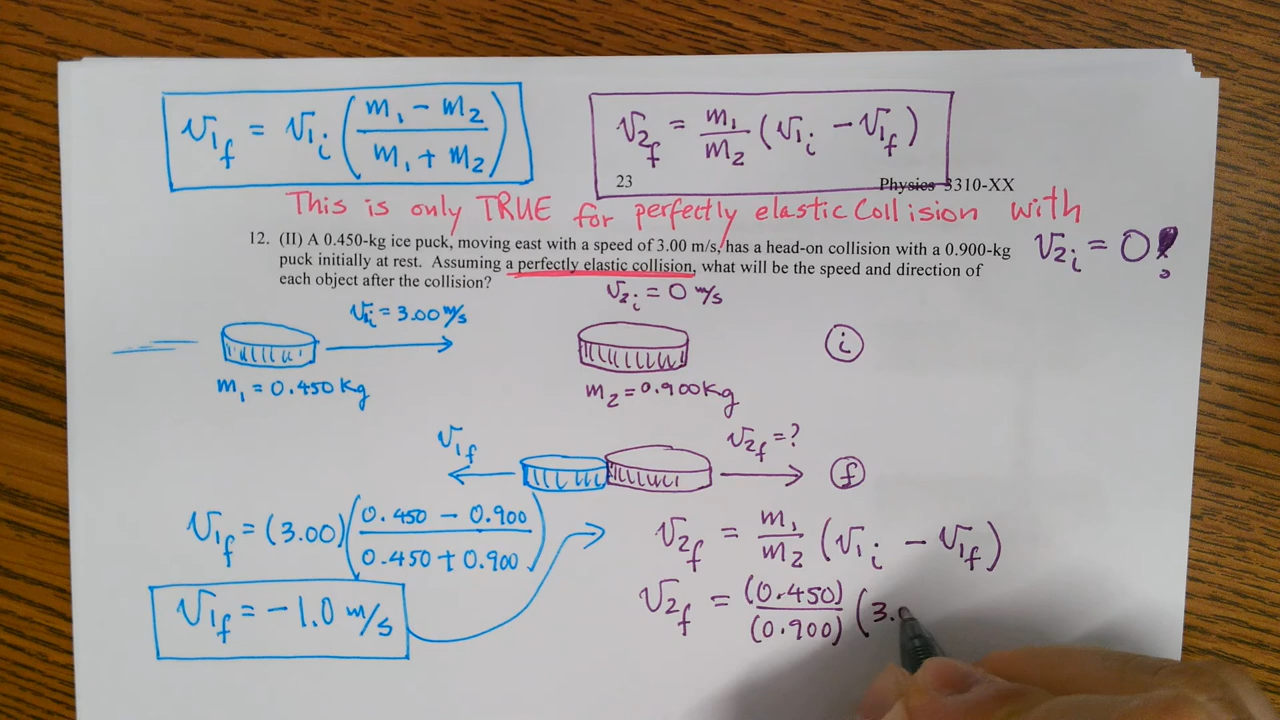 v1f = v1i (m1 - m2 / m1 + m2)
v2f = m1/m2 (v1i - v1f)
23 Physics 3310-XX
This is only TRUE for perfectly elastic Collision with
v2i = 0!
12. (II) A 0.450-kg ice puck, moving east with a speed of 3.00 m/s, has a head-on collision with a 0.900-kg
puck initially at rest. Assuming a perfectly elastic collision, what will be the speed and direction of
each object after the collision?
v2i = 0 m/s
v1i = 3.00 m/s
i
m1 = 0.450 kg
m2 = 0.900 kg
v1f
v2f = ?
f
v1f = (3.00)(0.450 - 0.900 / 0.450 + 0.900)
v2f = m1/m2 (v1i - v1f)
v1f = -1.0 m/s
v2f = (0.450)/(0.900) (3.0